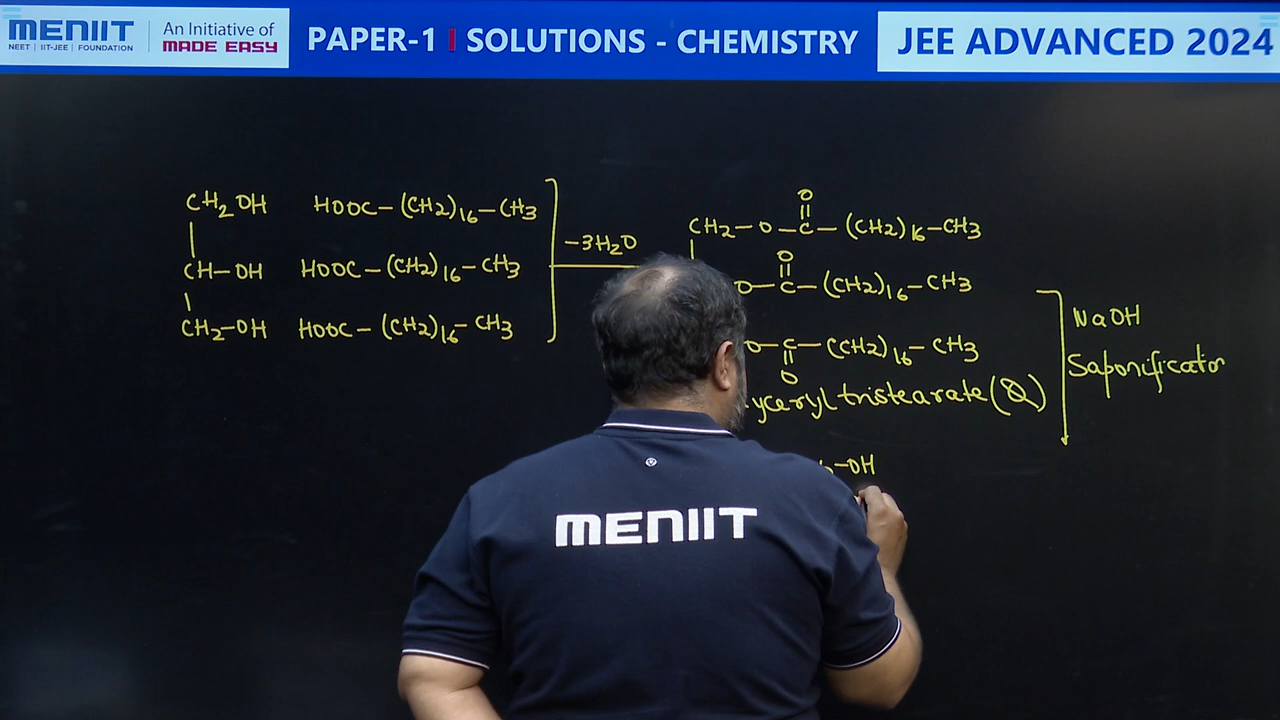 MENIIT
NEET | IIT-JEE | FOUNDATION
An Initiative of
MADE EASY
PAPER-1 | SOLUTIONS - CHEMISTRY
JEE ADVANCED 2024
CH2OH HOOC-(CH2)16-CH3
CH-OH HOOC-(CH2)16-CH3
CH2-OH HOOC-(CH2)16-CH3
-3H2O
O
||
CH2-O-C-(CH2)16-CH3
O
||
O-C-(CH2)16-CH3
O-C-(CH2)16-CH3
||
O
yceryl tristearate (Q)
NaOH
Saponificatior
-OH
MENIIT